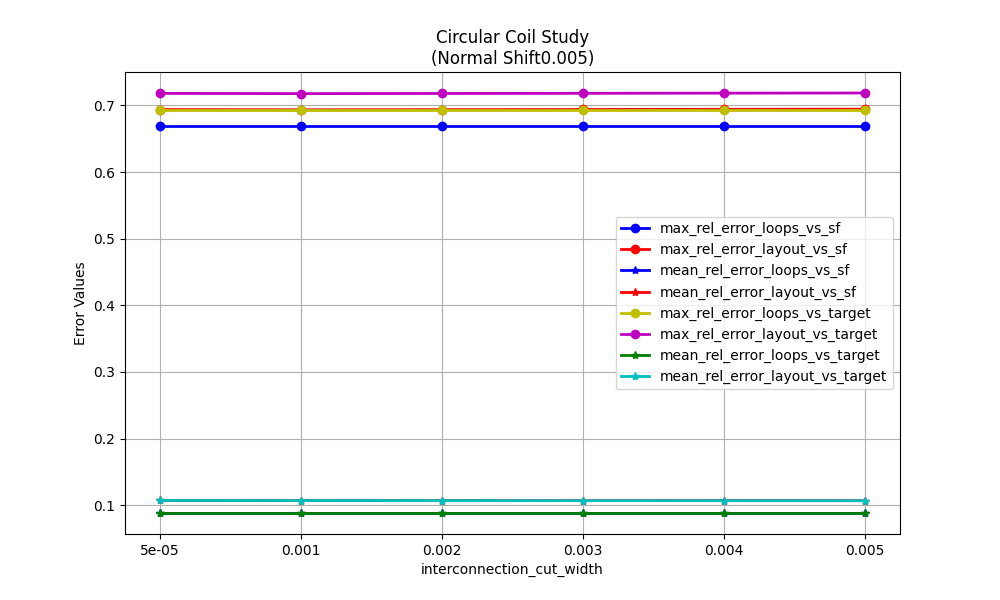 Circular Coil Study
(Normal Shift0.005)
Error Values
0.7
0.6
0.5
0.4
0.3
0.2
0.1
max_rel_error_loops_vs_sf
max_rel_error_layout_vs_sf
mean_rel_error_loops_vs_sf
mean_rel_error_layout_vs_sf
max_rel_error_loops_vs_target
max_rel_error_layout_vs_target
mean_rel_error_loops_vs_target
mean_rel_error_layout_vs_target
5e-05 0.001 0.002 0.003 0.004 0.005
interconnection_cut_width